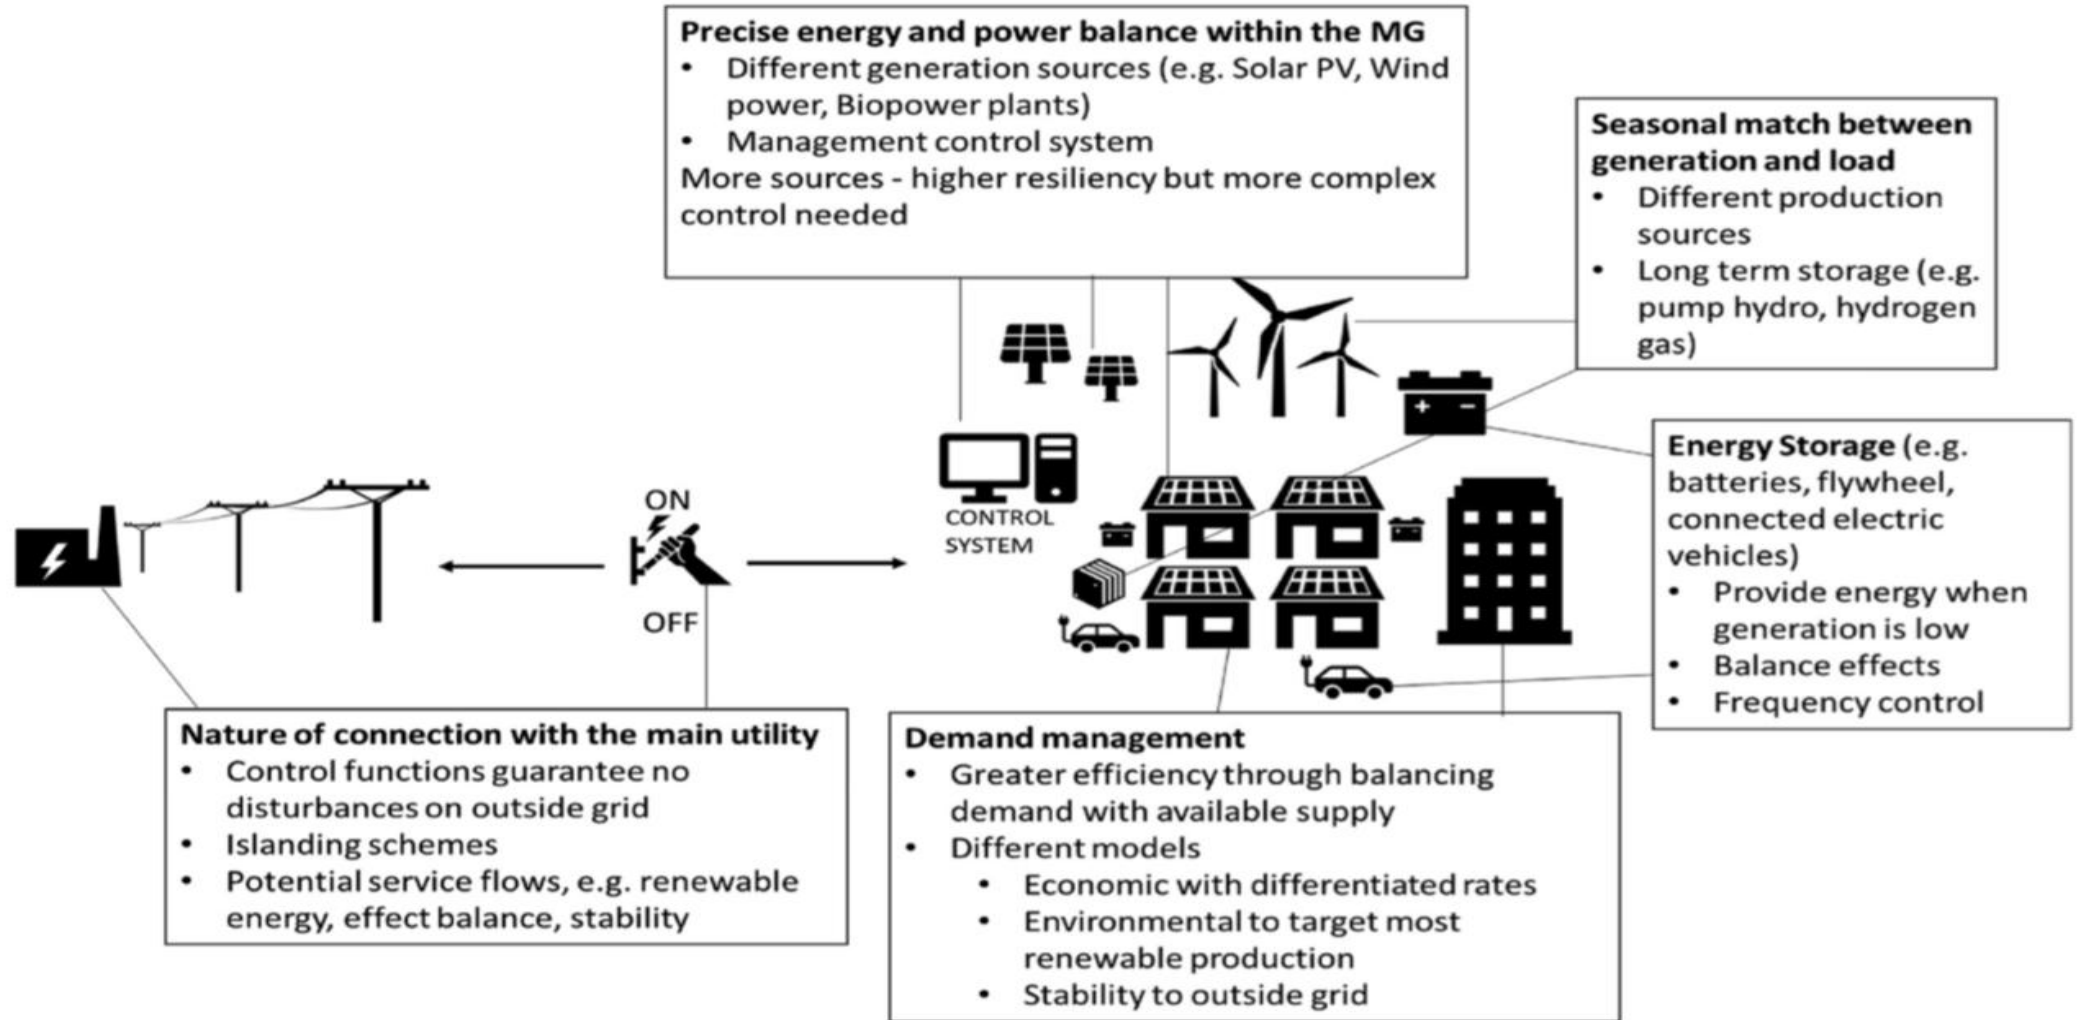 Precise energy and power balance within the MG
• Different generation sources (e.g. Solar PV, Wind
power, Biopower plants)
• Management control system
More sources - higher resiliency but more complex
control needed
Seasonal match between
generation and load
• Different production
sources
• Long term storage (e.g.
pump hydro, hydrogen
gas)
Energy Storage (e.g.
batteries, flywheel,
connected electric
vehicles)
• Provide energy when
generation is low
• Balance effects
• Frequency control
ON
OFF
CONTROL
SYSTEM
+ −
Nature of connection with the main utility
• Control functions guarantee no
disturbances on outside grid
• Islanding schemes
• Potential service flows, e.g. renewable
energy, effect balance, stability
Demand management
• Greater efficiency through balancing
demand with available supply
• Different models
• Economic with differentiated rates
• Environmental to target most
renewable production
• Stability to outside grid